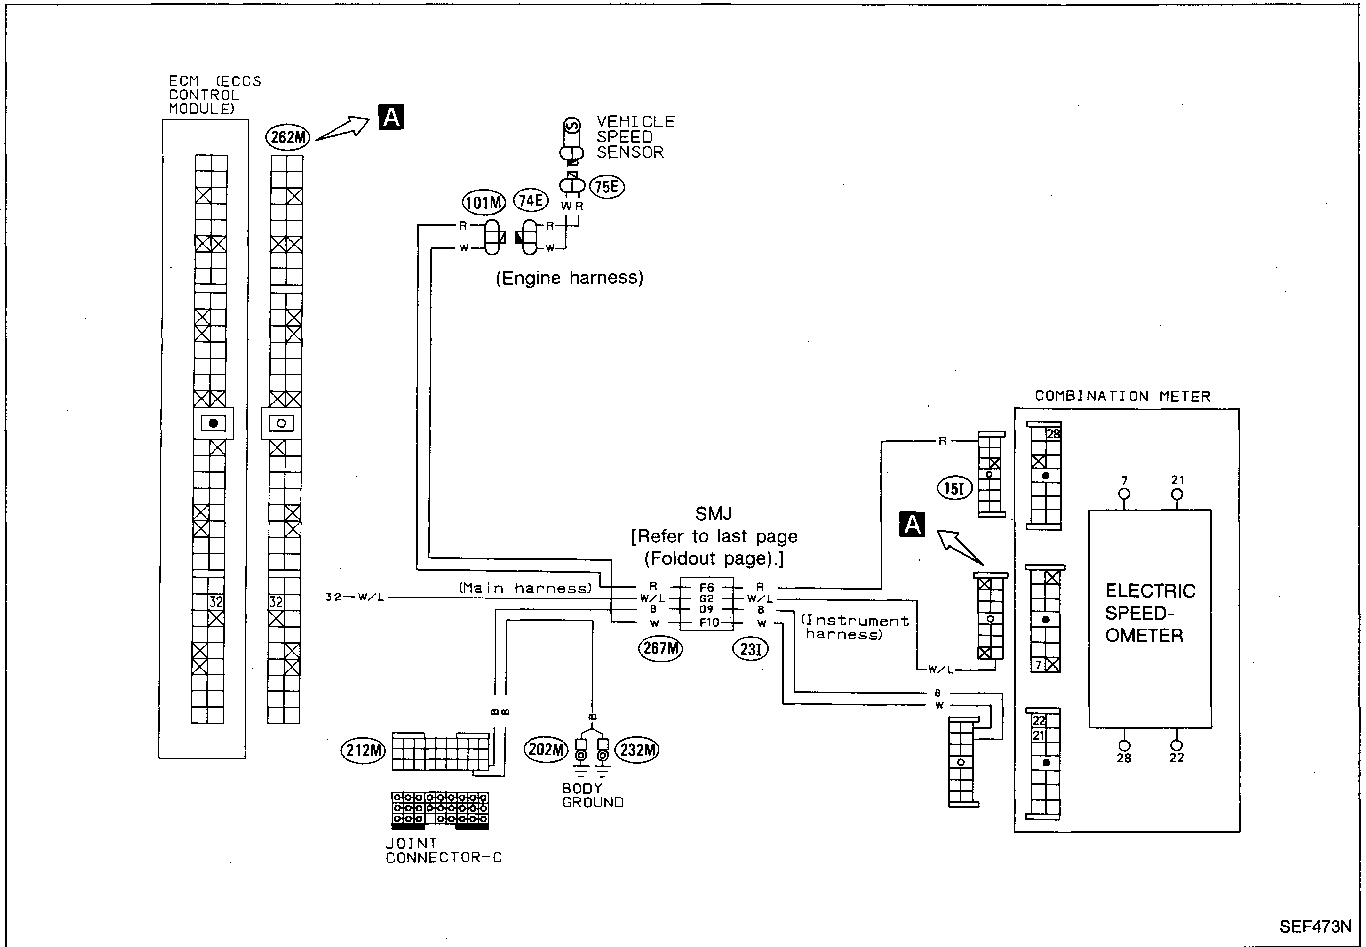 ECM (ECCS
CONTROL
MODULE)
262M
A
VEHICLE
SPEED
SENSOR
75E
W R
101M
74E
R
R
W
W
(Engine harness)
COMBINATION METER
R
28
15I
7
21
A
SMJ
[Refer to last page
(Foldout page).]
(Main harness)
R
F6
R
32
32
32-W/L
W/L
G2
W/L
B
D9
B
W
F10
W
(Instrument
harness)
267M
23I
ELECTRIC
SPEED-
OMETER
W/L
7
B
W
B
B
B
22
21
28
22
212M
202M
232M
BODY
GROUND
JOINT
CONNECTOR-C
SEF473N